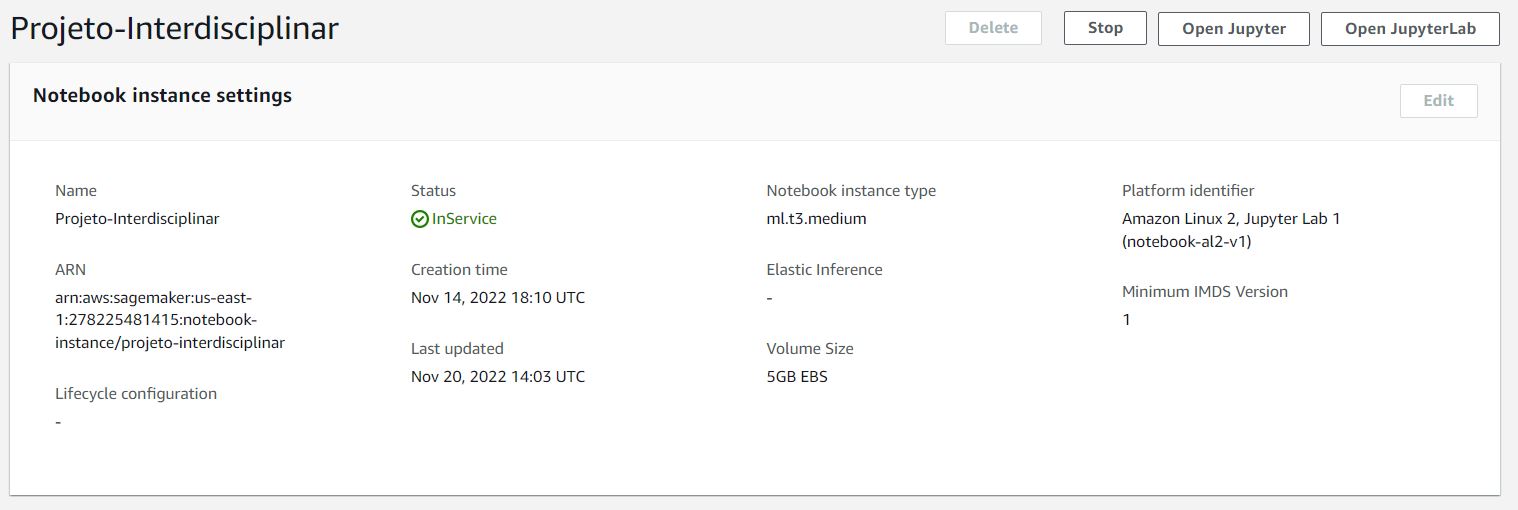 Projeto-Interdisciplinar
Delete
Stop
Open Jupyter
Open JupyterLab
Notebook instance settings
Edit
Name
Projeto-Interdisciplinar
ARN
arn:aws:sagemaker:us-east-
1:278225481415:notebook-
instance/projeto-interdisciplinar
Lifecycle configuration
-
Status
InService
Creation time
Nov 14, 2022 18:10 UTC
Last updated
Nov 20, 2022 14:03 UTC
Notebook instance type
ml.t3.medium
Elastic Inference
-
Volume Size
5GB EBS
Platform identifier
Amazon Linux 2, Jupyter Lab 1
(notebook-al2-v1)
Minimum IMDS Version
1